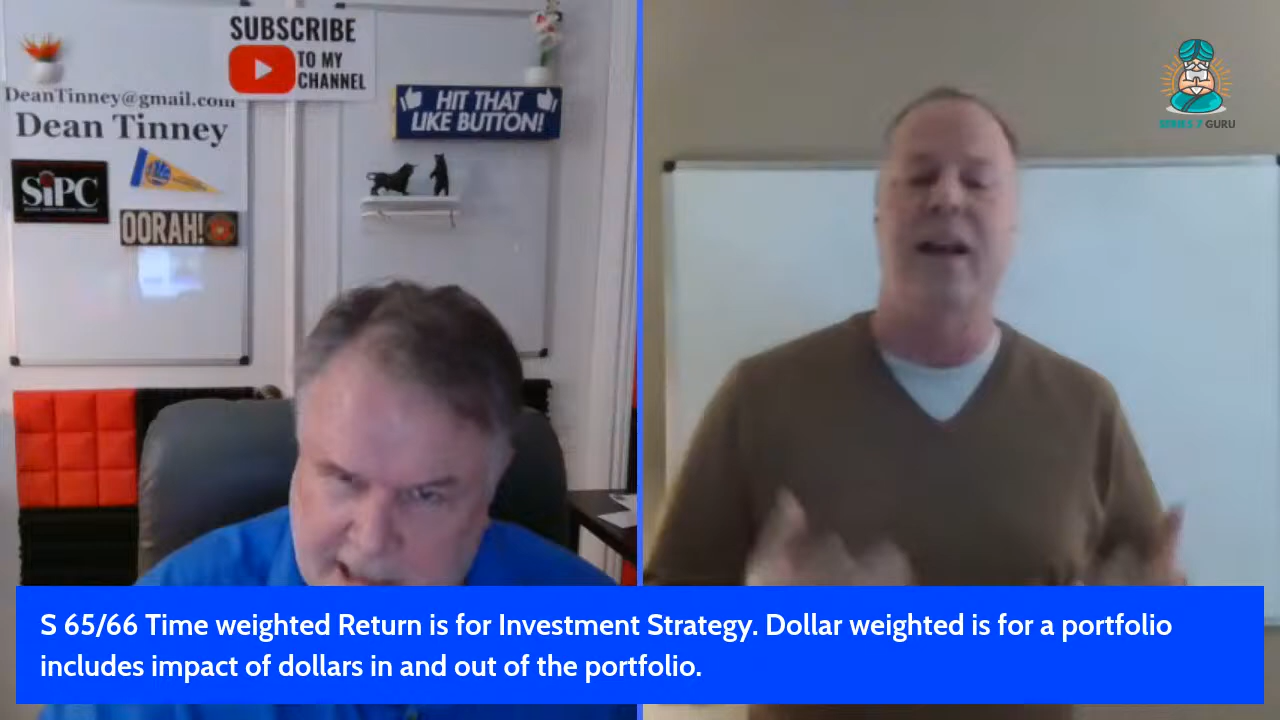 SUBSCRIBE
TO MY
CHANNEL
DeanTinney@gmail.com
Dean Tinney
HIT THAT
LIKE BUTTON!
SiPC
OORAH!
SERIES 7 GURU
S 65/66 Time weighted Return is for Investment Strategy. Dollar weighted is for a portfolio
includes impact of dollars in and out of the portfolio.